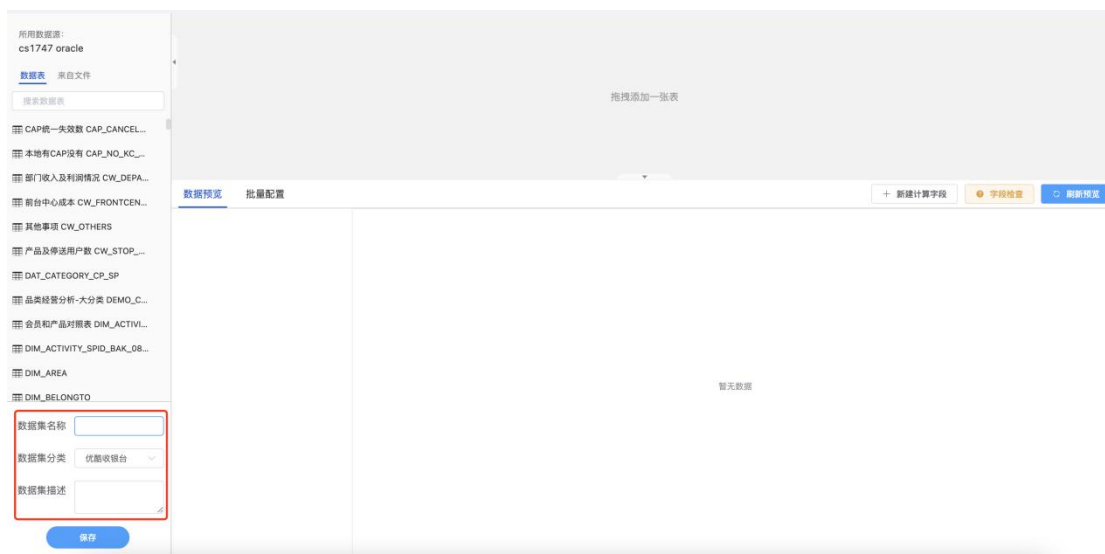 所用数据源:
cs1747 oracle
数据表 来自文件
搜索数据表
CAP统一失效数 CAP_CANCEL...
本地有CAP没有 CAP_NO_KC_...
部门收入及利润情况 CW_DEPA...
前台中心成本 CW_FRONTCEN...
其他事项 CW_OTHERS
产品及停送用户数 CW_STOP_...
DAT_CATEGORY_CP_SP
品类经营分析-大分类 DEMO_C...
会员和产品对照表 DIM_ACTIVI...
DIM_ACTIVITY_SPID_BAK_08...
DIM_AREA
DIM_BELONGTO
数据集名称
数据集分类 优酷收银台
数据集描述
保存
拖拽添加一张表
数据预览 批量配置 + 新建计算字段 字段检查 刷新预览
暂无数据